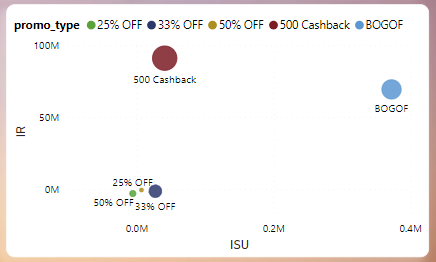 promo_type 25% OFF 33% OFF 50% OFF 500 Cashback BOGOF
100M
500 Cashback
BOGOF
50M
IR
25% OFF
0M
50% OFF 33% OFF
0.0M 0.2M 0.4M
ISU